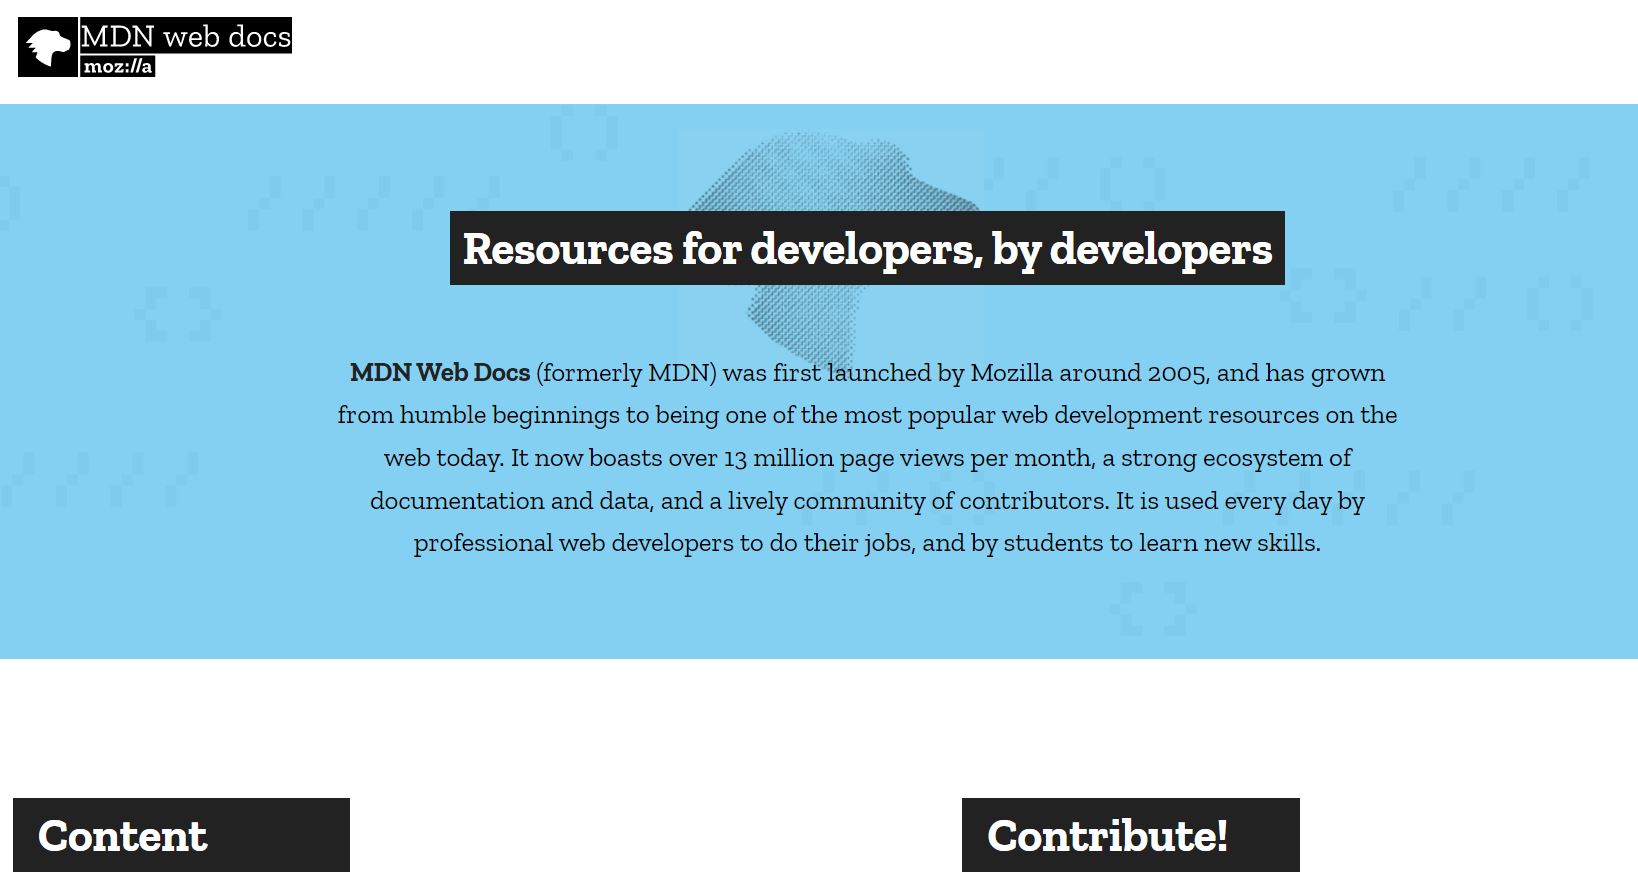 MDN web docs
moz://a
Resources for developers, by developers
MDN Web Docs (formerly MDN) was first launched by Mozilla around 2005, and has grown
from humble beginnings to being one of the most popular web development resources on the
web today. It now boasts over 13 million page views per month, a strong ecosystem of
documentation and data, and a lively community of contributors. It is used every day by
professional web developers to do their jobs, and by students to learn new skills.
Content
Contribute!